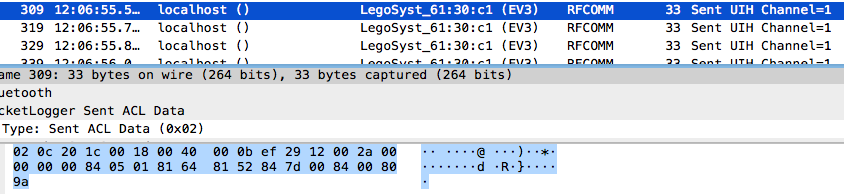 309 12:06:55.5… localhost () LegoSyst_61:30:c1 (EV3) RFCOMM 33 Sent UIH Channel=1
319 12:06:55.7… localhost () LegoSyst_61:30:c1 (EV3) RFCOMM 33 Sent UIH Channel=1
329 12:06:55.8… localhost () LegoSyst_61:30:c1 (EV3) RFCOMM 33 Sent UIH Channel=1
339 12:06:56.0 localhost () LegoSyst_61:30:c1 (EV3) RFCOMM 33 Sent UIH Channel=1
ame 309: 33 bytes on wire (264 bits), 33 bytes captured (264 bits)
uetooth
cketLogger Sent ACL Data
Type: Sent ACL Data (0x02)
02 0c 20 1c 00 18 00 40 00 0b ef 29 12 00 2a 00 ·· ····@ ···)··*·
00 00 00 84 05 01 81 64 81 52 84 7d 00 84 00 80 ·······d ·R·}····
9a ·